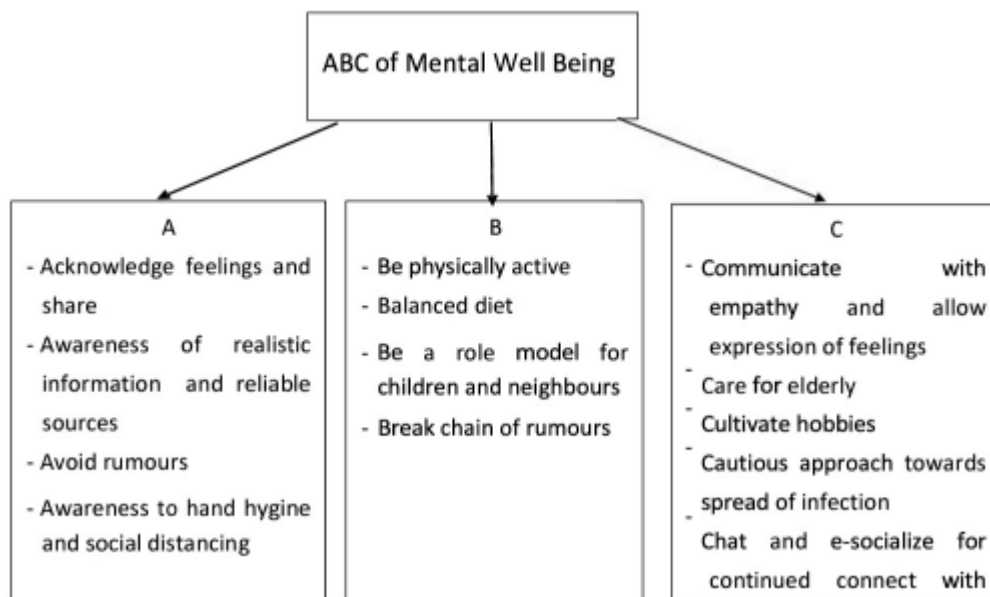 ABC of Mental Well Being
A
- Acknowledge feelings and
share
- Awareness of realistic
information and reliable
sources
- Avoid rumours
- Awareness to hand hygine
and social distancing
B
- Be physically active
- Balanced diet
- Be a role model for
children and neighbours
- Break chain of rumours
C
- Communicate with
empathy and allow
expression of feelings
- Care for elderly
- Cultivate hobbies
- Cautious approach towards
spread of infection
- Chat and e-socialize for
continued connect with